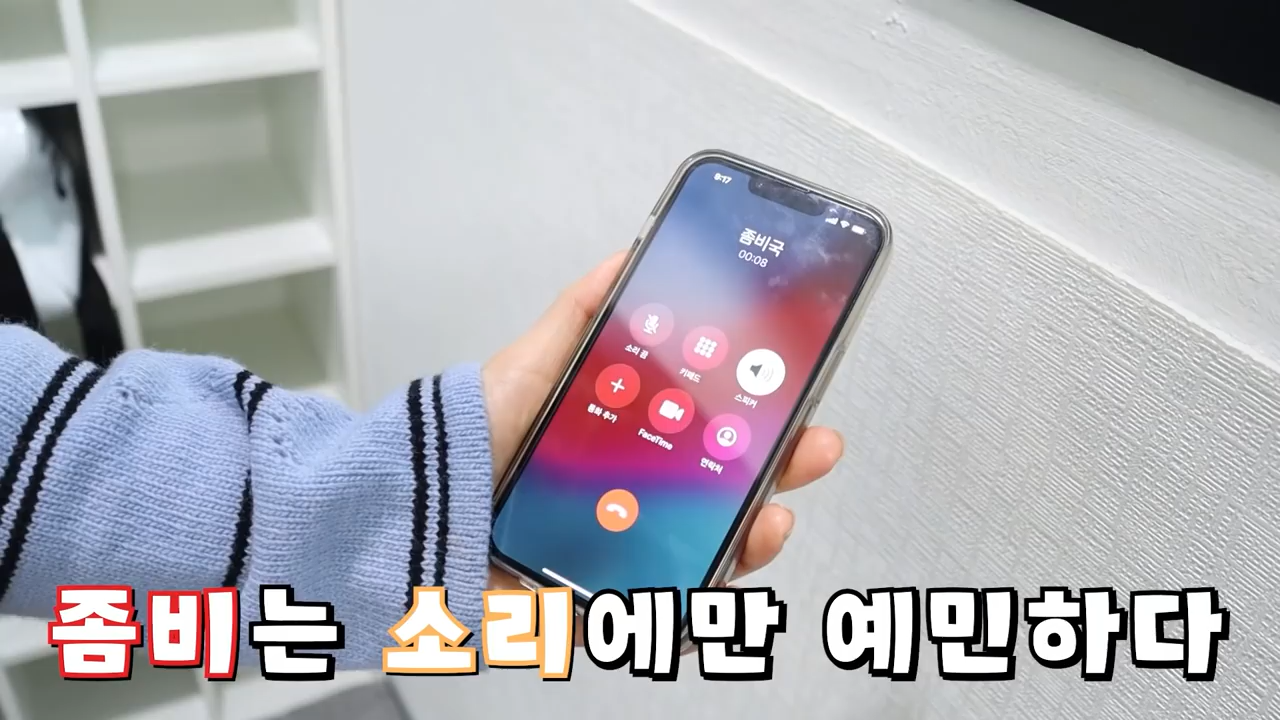 9:17
좀비국
00:08
소리 끔
키패드
스피커
통화 추가
FaceTime
연락처
좀비는 소리에만 예민하다